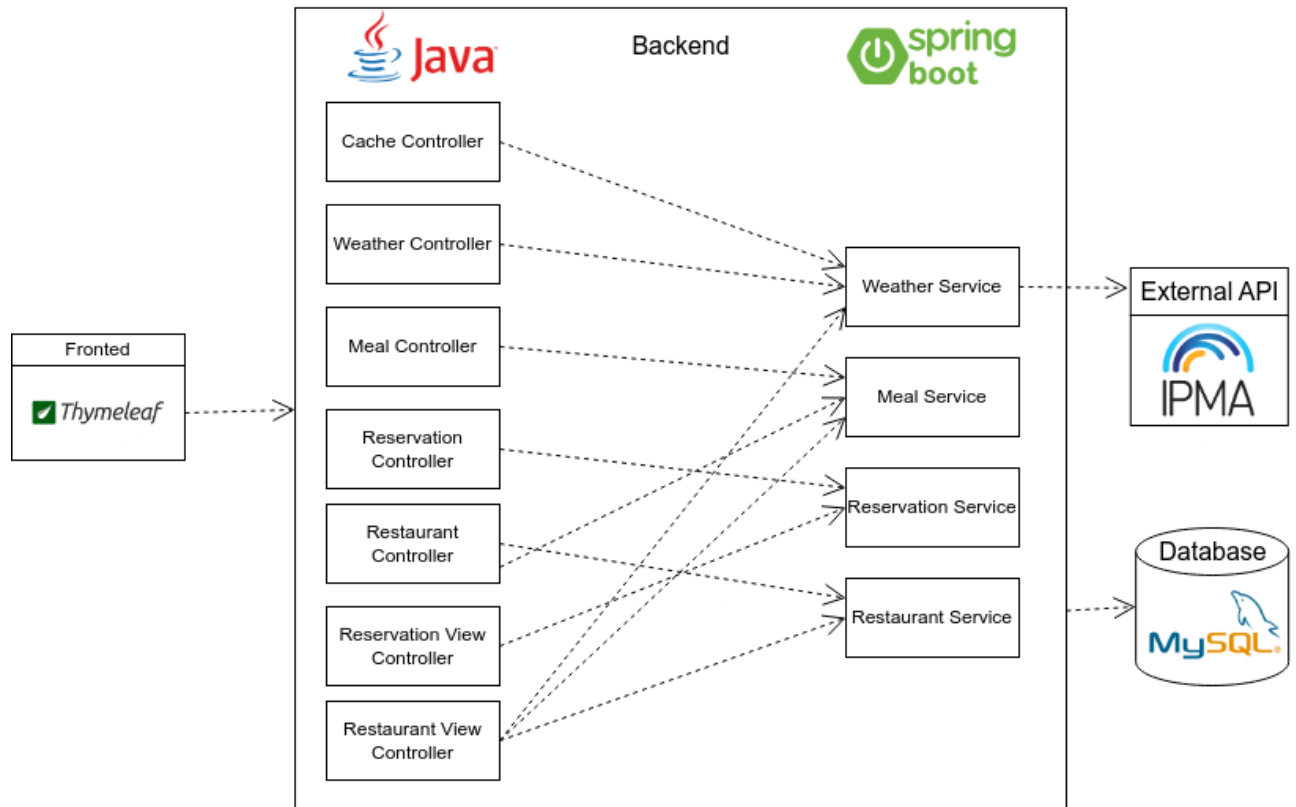 Java
Backend
spring
boot
Cache Controller
Weather Controller
Meal Controller
Reservation
Controller
Restaurant
Controller
Reservation View
Controller
Restaurant View
Controller
Weather Service
Meal Service
Reservation Service
Restaurant Service
Fronted
Thymeleaf
External API
IPMA
Database
MySQL